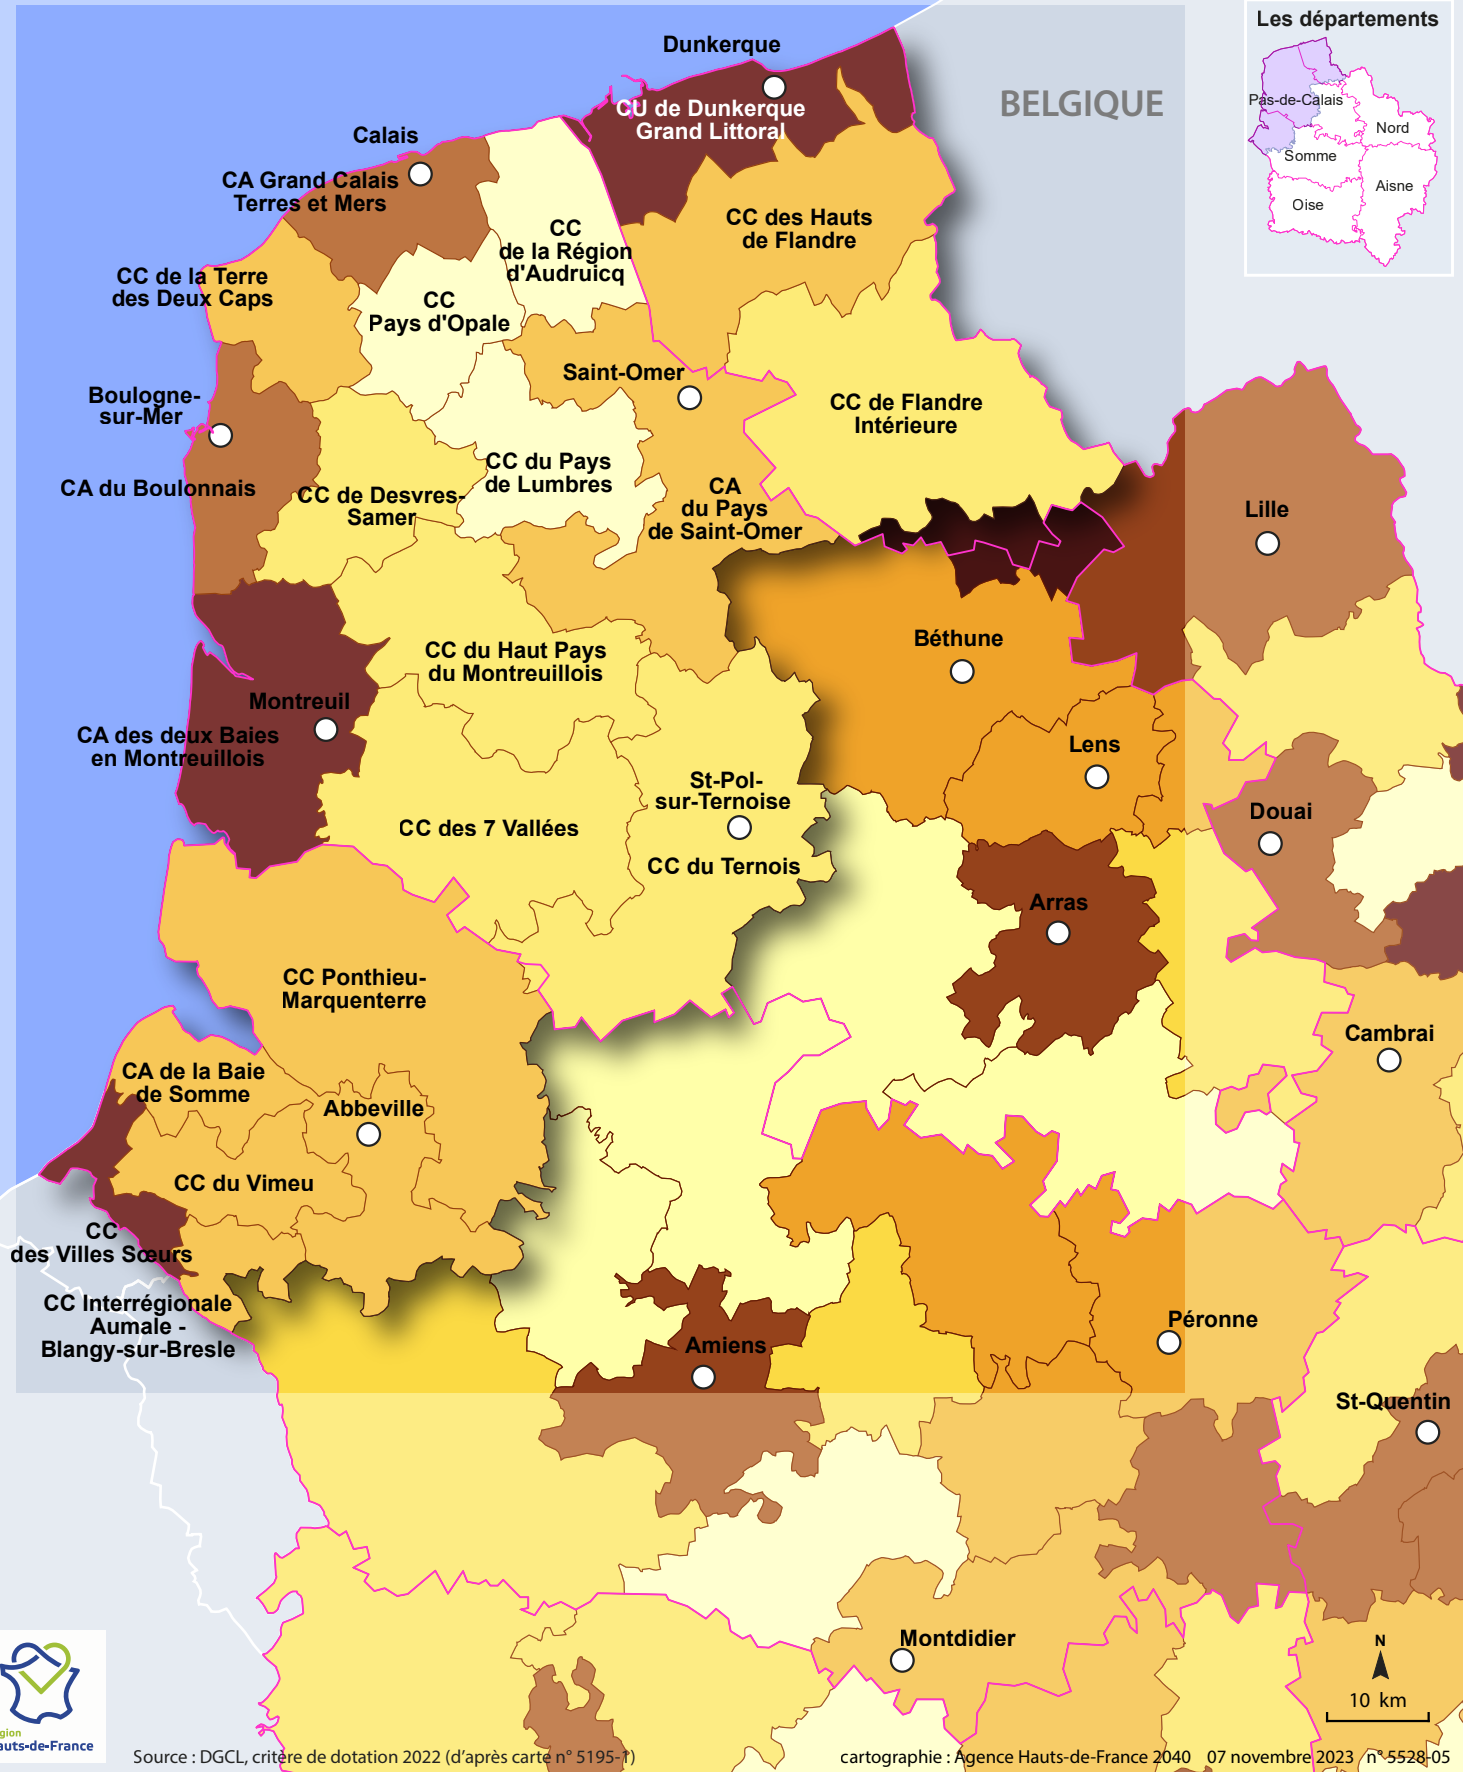 Les départements
Pas-de-Calais
Nord
Somme
Aisne
Oise
BELGIQUE
Dunkerque
CU de Dunkerque
Grand Littoral
Calais
CA Grand Calais
Terres et Mers
CC
de la Région
d'Audruicq
CC des Hauts
de Flandre
CC de la Terre
des Deux Caps
CC
Pays d'Opale
Saint-Omer
Boulogne-
sur-Mer
CC de Flandre
Intérieure
CA du Boulonnais
CC de Desvres-
Samer
CC du Pays
de Lumbres
CA
du Pays
de Saint-Omer
Lille
Béthune
CC du Haut Pays
du Montreuillois
Montreuil
CA des deux Baies
en Montreuillois
Lens
St-Pol-
sur-Ternoise
CC des 7 Vallées
CC du Ternois
Douai
Arras
CC Ponthieu-
Marquenterre
Cambrai
CA de la Baie
de Somme
Abbeville
CC du Vimeu
CC
des Villes Sœurs
CC Interrégionale
Aumale -
Blangy-sur-Bresle
Amiens
Péronne
St-Quentin
Montdidier
N
10 km
gion
auts-de-France
Source : DGCL, critère de dotation 2022 (d'après carte n° 5195-1)
cartographie : Agence Hauts-de-France 2040 07 novembre 2023 n° 5528-05